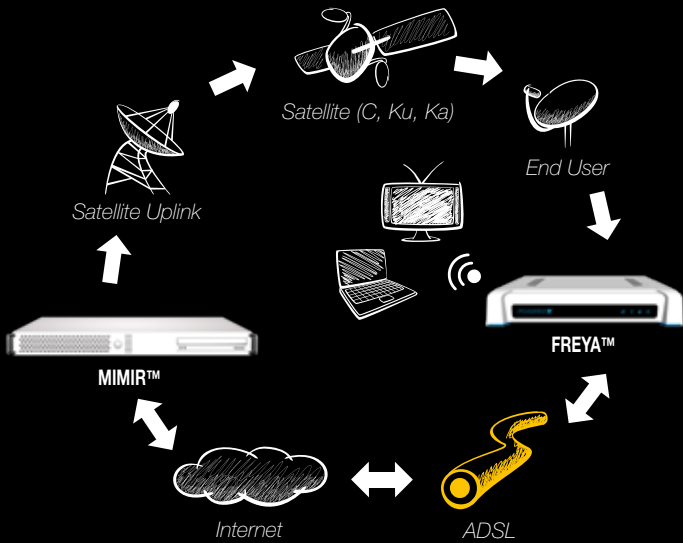 Satellite (C, Ku, Ka)
End User
Satellite Uplink
FREYA™
MIMIR™
Internet
ADSL